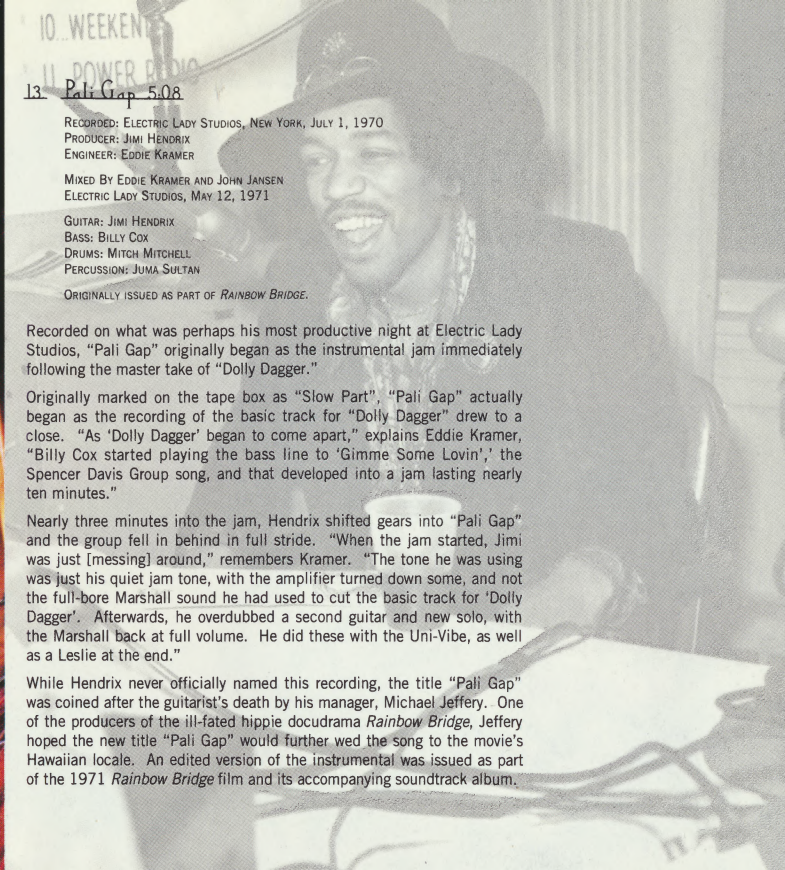 10...WEEKEN
11. POWER RADIO
13 Pali Gap 5:08
RECORDED: ELECTRIC LADY STUDIOS, NEW YORK, JULY 1, 1970
PRODUCER: JIMI HENDRIX
ENGINEER: EDDIE KRAMER
MIXED BY EDDIE KRAMER AND JOHN JANSEN
ELECTRIC LADY STUDIOS, MAY 12, 1971
GUITAR: JIMI HENDRIX
BASS: BILLY COX
DRUMS: MITCH MITCHELL
PERCUSSION: JUMA SULTAN
ORIGINALLY ISSUED AS PART OF RAINBOW BRIDGE.
Recorded on what was perhaps his most productive night at Electric Lady
Studios, “Pali Gap” originally began as the instrumental jam immediately
following the master take of “Dolly Dagger.”
Originally marked on the tape box as “Slow Part”, “Pali Gap” actually
began as the recording of the basic track for “Dolly Dagger” drew to a
close. “As ‘Dolly Dagger’ began to come apart,” explains Eddie Kramer,
“Billy Cox started playing the bass line to ‘Gimme Some Lovin’,’ the
Spencer Davis Group song, and that developed into a jam lasting nearly
ten minutes.”
Nearly three minutes into the jam, Hendrix shifted gears into “Pali Gap”
and the group fell in behind in full stride. “When the jam started, Jimi
was just [messing] around,” remembers Kramer. “The tone he was using
was just his quiet jam tone, with the amplifier turned down some, and not
the full-bore Marshall sound he had used to cut the basic track for ‘Dolly
Dagger’. Afterwards, he overdubbed a second guitar and new solo, with
the Marshall back at full volume. He did these with the Uni-Vibe, as well
as a Leslie at the end.”
While Hendrix never officially named this recording, the title “Pali Gap”
was coined after the guitarist’s death by his manager, Michael Jeffery. One
of the producers of the ill-fated hippie docudrama Rainbow Bridge, Jeffery
hoped the new title “Pali Gap” would further wed the song to the movie’s
Hawaiian locale. An edited version of the instrumental was issued as part
of the 1971 Rainbow Bridge film and its accompanying soundtrack album.